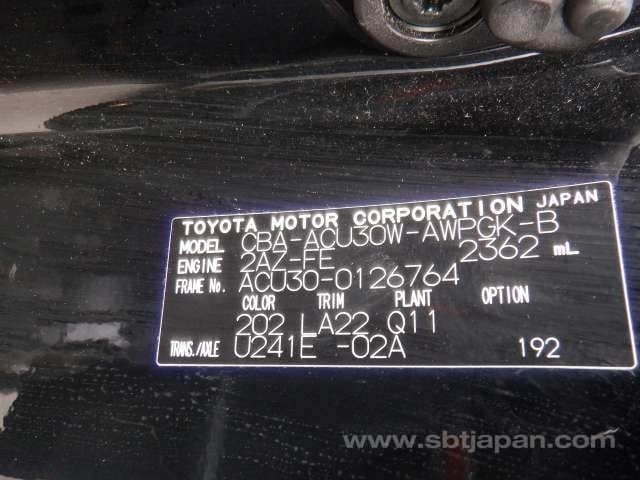 TOYOTA MOTOR CORPORATION JAPAN
MODEL CBA-ACU30W-AWPGK-B
ENGINE 2AZ-FE 2362 mL
FRAME No. ACU30-0126764
COLOR TRIM PLANT OPTION
202 LA22 Q11
TRANS./AXLE U241E -02A 192
www.sbtjapan.com